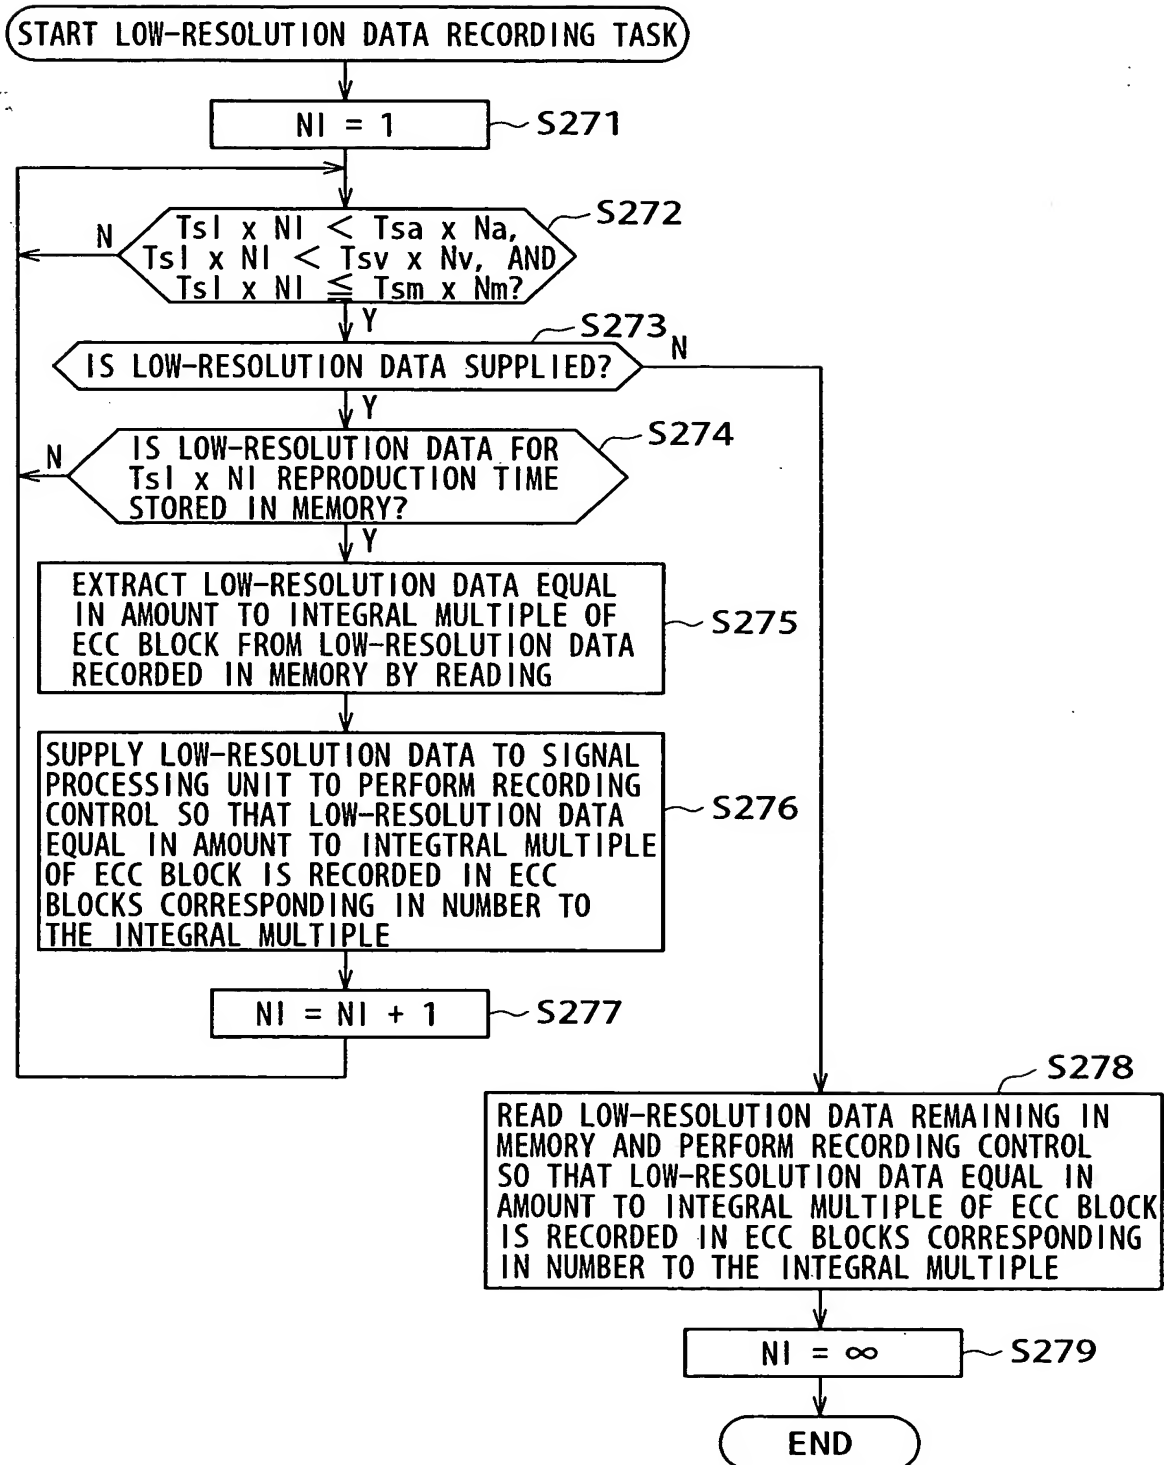 START LOW-RESOLUTION DATA RECORDING TASK
Nl = 1
S271
S272
N
Tsl x Nl < Tsa x Na,
Tsl x Nl < Tsv x Nv, AND
Tsl x Nl ≦ Tsm x Nm?
Y
S273
IS LOW-RESOLUTION DATA SUPPLIED?
N
Y
S274
N
IS LOW-RESOLUTION DATA FOR
Tsl x Nl REPRODUCTION TIME
STORED IN MEMORY?
Y
EXTRACT LOW-RESOLUTION DATA EQUAL
IN AMOUNT TO INTEGRAL MULTIPLE OF
ECC BLOCK FROM LOW-RESOLUTION DATA
RECORDED IN MEMORY BY READING
S275
SUPPLY LOW-RESOLUTION DATA TO SIGNAL
PROCESSING UNIT TO PERFORM RECORDING
CONTROL SO THAT LOW-RESOLUTION DATA
EQUAL IN AMOUNT TO INTEGTRAL MULTIPLE
OF ECC BLOCK IS RECORDED IN ECC
BLOCKS CORRESPONDING IN NUMBER TO
THE INTEGRAL MULTIPLE
S276
Nl = Nl + 1
S277
S278
READ LOW-RESOLUTION DATA REMAINING IN
MEMORY AND PERFORM RECORDING CONTROL
SO THAT LOW-RESOLUTION DATA EQUAL IN
AMOUNT TO INTEGRAL MULTIPLE OF ECC BLOCK
IS RECORDED IN ECC BLOCKS CORRESPONDING
IN NUMBER TO THE INTEGRAL MULTIPLE
Nl = ∞
S279
END